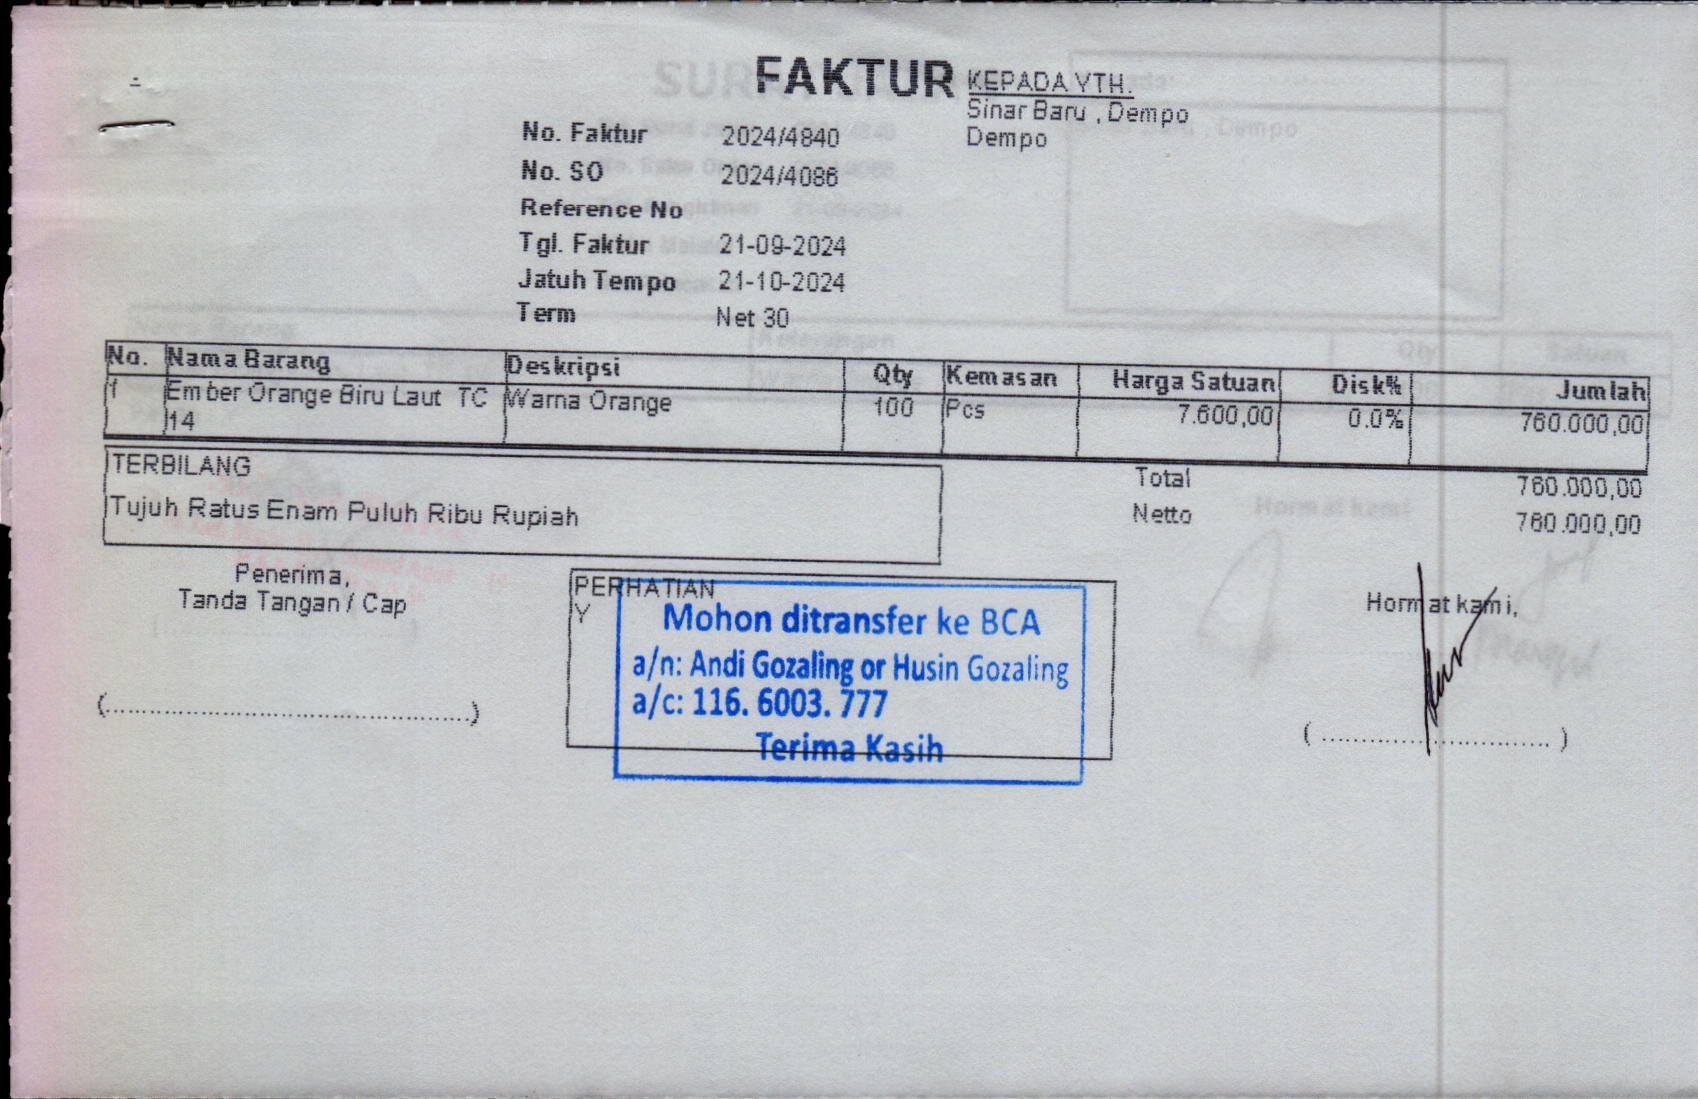 FAKTUR
KEPADA YTH.
Sinar Baru , Dempo
Dempo
No. Faktur 2024/4840
No. SO 2024/4086
Reference No
Tgl. Faktur 21-09-2024
Jatuh Tempo 21-10-2024
Term Net 30
No. Nama Barang Deskripsi Qty Kemasan Harga Satuan Disk% Jumlah
1 Ember Orange Biru Laut TC Warna Orange 100 Pcs 7.600,00 0.0% 760.000,00
14
TERBILANG
Tujuh Ratus Enam Puluh Ribu Rupiah
Total 760.000,00
Netto 760.000,00
Penerima,
Tanda Tangan / Cap
(............................................)
PERHATIAN
Y
Mohon ditransfer ke BCA
a/n: Andi Gozaling or Husin Gozaling
a/c: 116. 6003. 777
Terima Kasih
Hormat kami,
( ............................ )